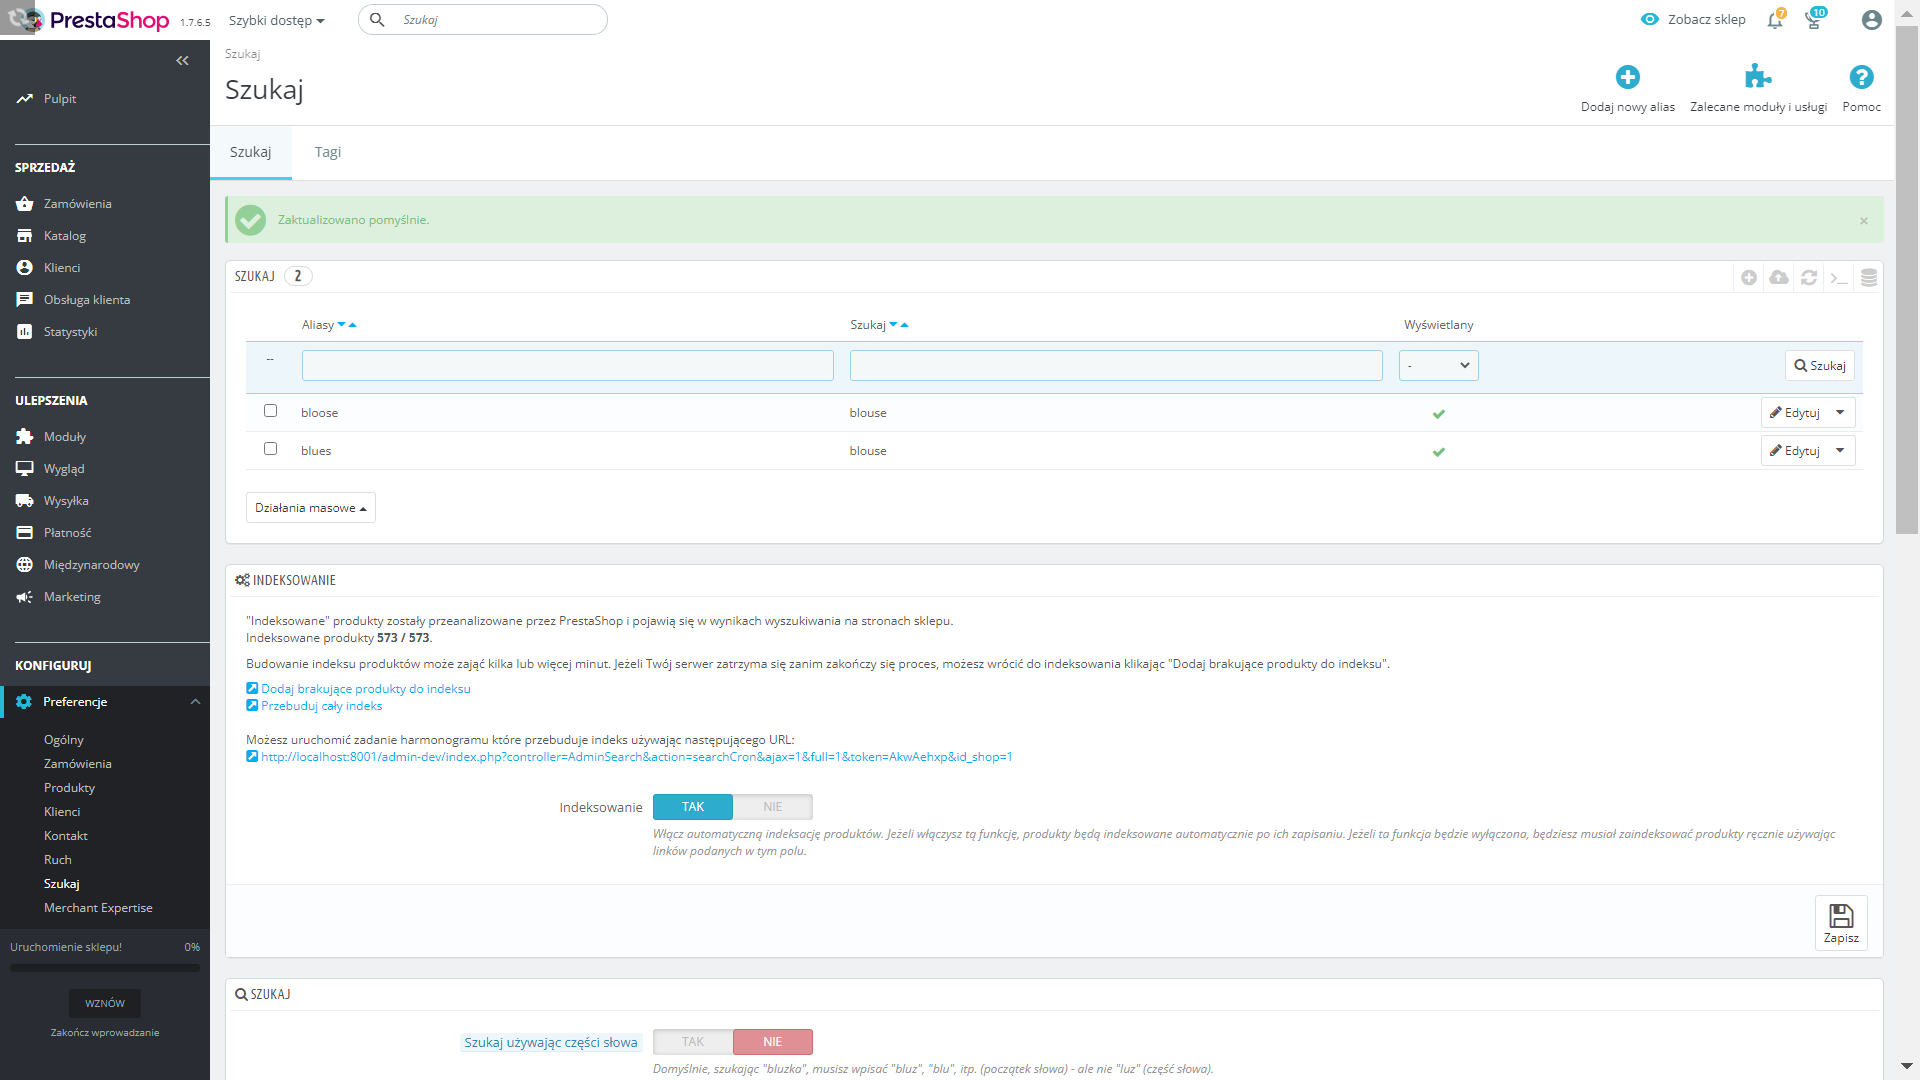 PrestaShop 1.7.6.5 Szybki dostęp Szukaj Zobacz sklep 7 10
Szukaj
Szukaj
Dodaj nowy alias Zalecane moduły i usługi Pomoc
Szukaj Tagi
Pulpit
SPRZEDAŻ
Zamówienia
Katalog
Klienci
Obsługa klienta
Statystyki
ULEPSZENIA
Moduły
Wygląd
Wysyłka
Płatność
Międzynarodowy
Marketing
KONFIGURUJ
Preferencje
Ogólny
Zamówienia
Produkty
Klienci
Kontakt
Ruch
Szukaj
Merchant Expertise
Uruchomienie sklepu! 0%
WZNÓW
Zakończ wprowadzanie
Zaktualizowano pomyślnie. ×
SZUKAJ 2
Aliasy Szukaj Wyświetlany
-- - Szukaj
bloose blouse Edytuj
blues blouse Edytuj
Działania masowe
INDEKSOWANIE
"Indeksowane" produkty zostały przeanalizowane przez PrestaShop i pojawią się w wynikach wyszukiwania na stronach sklepu.
Indeksowane produkty 573 / 573.
Budowanie indeksu produktów może zająć kilka lub więcej minut. Jeżeli Twój serwer zatrzyma się zanim zakończy się proces, możesz wrócić do indeksowania klikając "Dodaj brakujące produkty do indeksu".
Dodaj brakujące produkty do indeksu
Przebuduj cały indeks
Możesz uruchomić zadanie harmonogramu które przebuduje indeks używając następującego URL:
http://localhost:8001/admin-dev/index.php?controller=AdminSearch&action=searchCron&ajax=1&full=1&token=AkwAehxp&id_shop=1
Indeksowanie TAK NIE
Włącz automatyczną indeksację produktów. Jeżeli włączysz tą funkcję, produkty będą indeksowane automatycznie po ich zapisaniu. Jeżeli ta funkcja będzie wyłączona, będziesz musiał zaindeksować produkty ręcznie używając
linków podanych w tym polu.
Zapisz
SZUKAJ
Szukaj używając części słowa TAK NIE
Domyślnie, szukając "bluzka", musisz wpisać "bluz", "blu", itp. (początek słowa) - ale nie "luz" (część słowa).